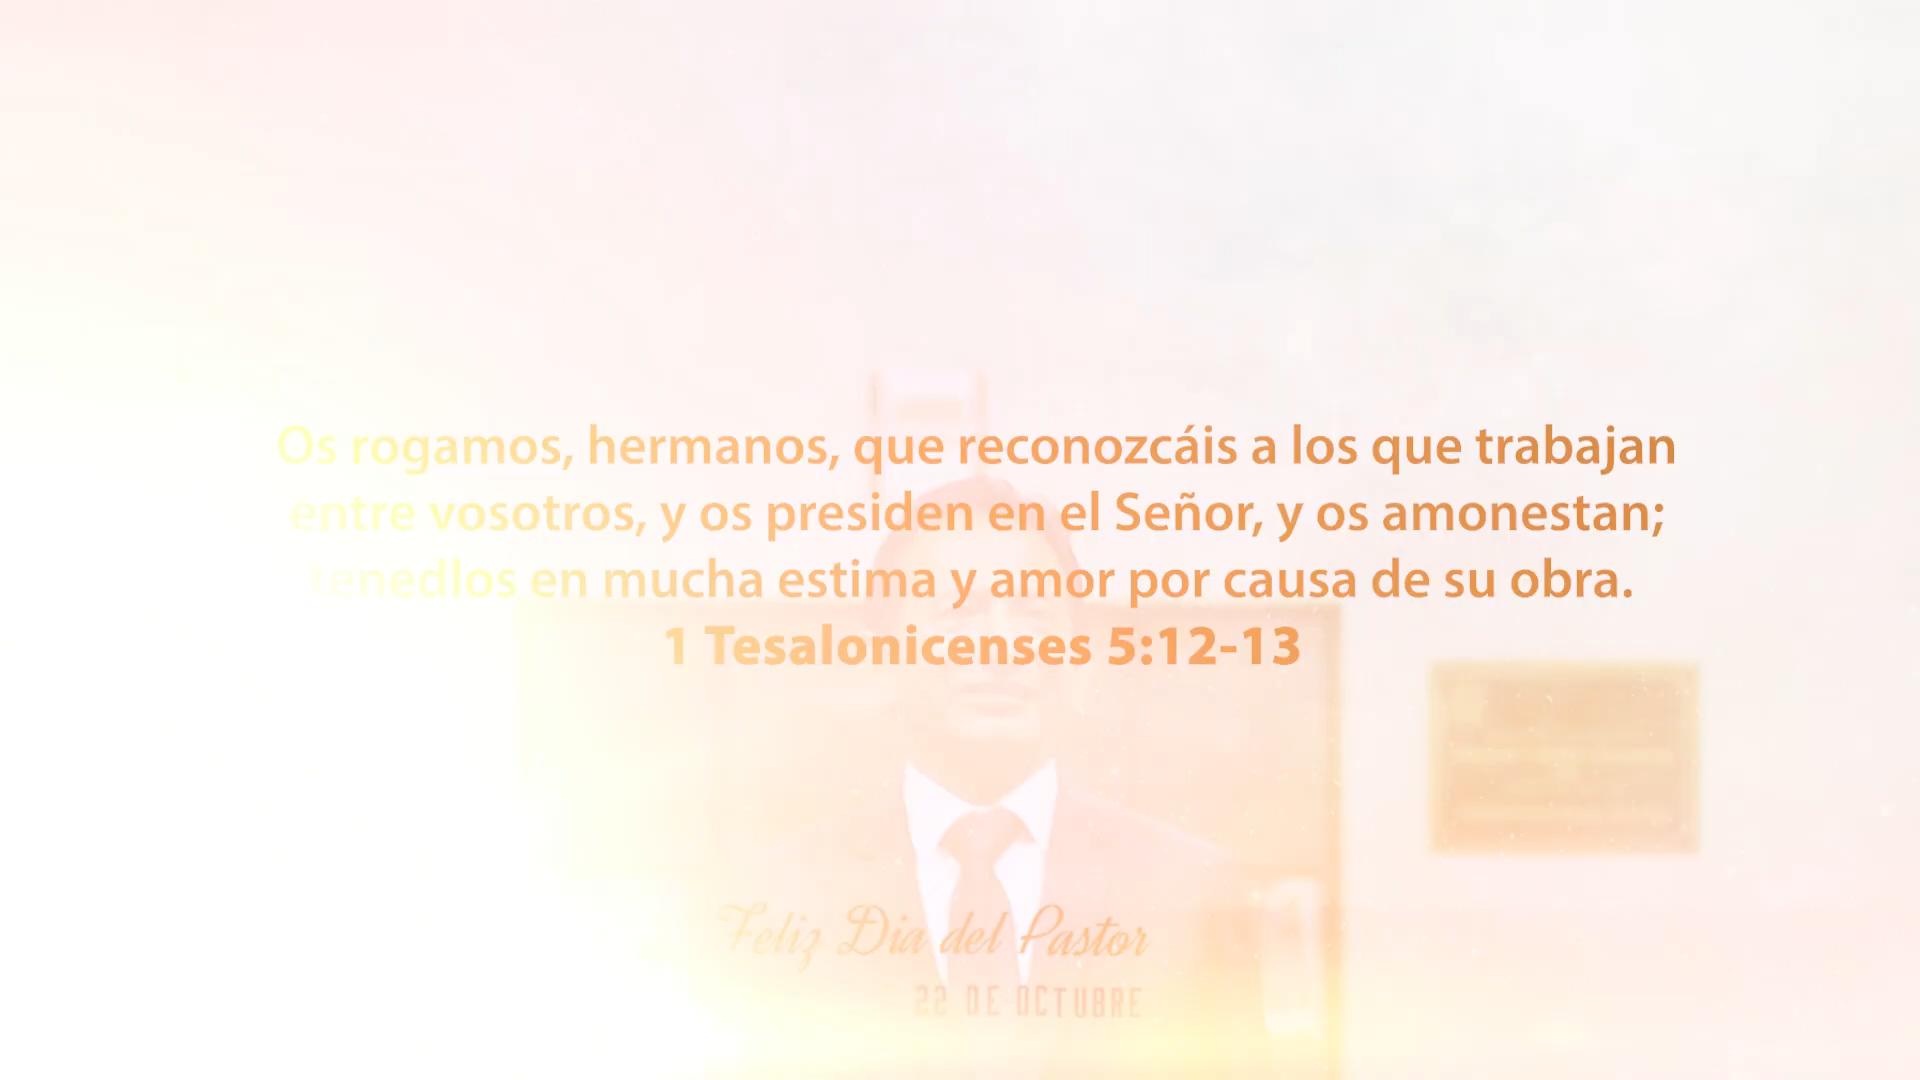 Os rogamos, hermanos, que reconozcáis a los que trabajan
entre vosotros, y os presiden en el Señor, y os amonestan;
tenedlos en mucha estima y amor por causa de su obra.
1 Tesalonicenses 5:12-13
Feliz Dia del Pastor
22 DE OCTUBRE